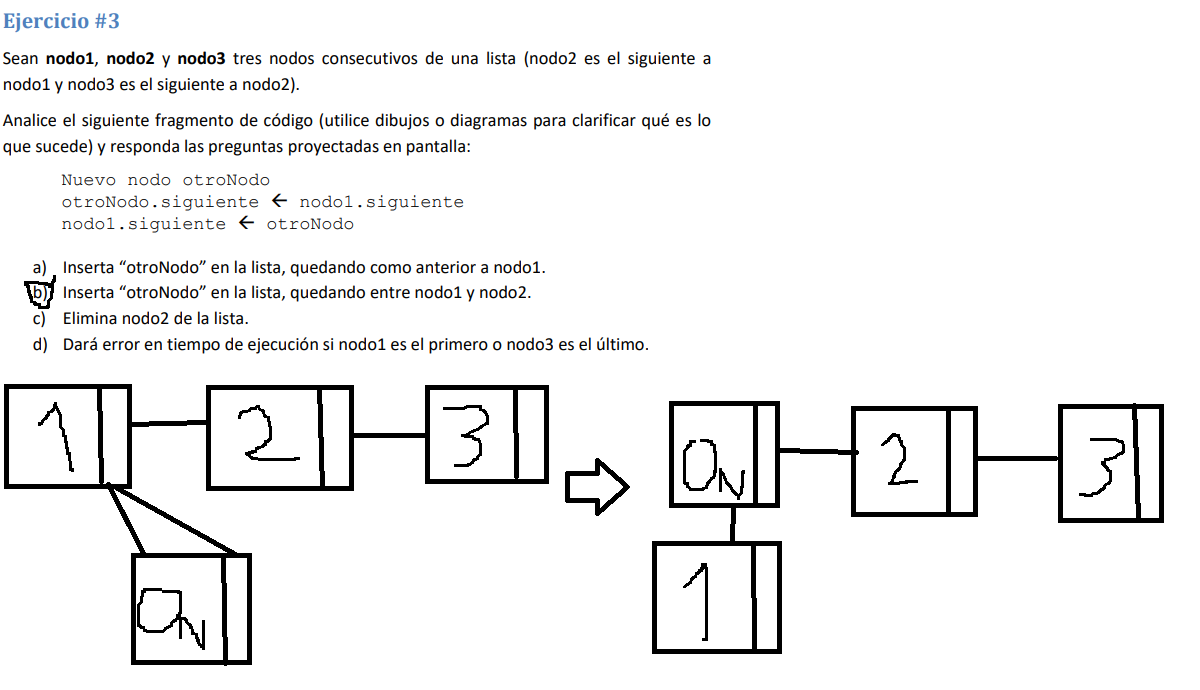 Ejercicio #3
Sean nodo1, nodo2 y nodo3 tres nodos consecutivos de una lista (nodo2 es el siguiente a
nodo1 y nodo3 es el siguiente a nodo2).
Analice el siguiente fragmento de código (utilice dibujos o diagramas para clarificar qué es lo
que sucede) y responda las preguntas proyectadas en pantalla:
Nuevo nodo otroNodo
otroNodo.siguiente ← nodo1.siguiente
nodo1.siguiente ← otroNodo
a) Inserta “otroNodo” en la lista, quedando como anterior a nodo1.
b) Inserta “otroNodo” en la lista, quedando entre nodo1 y nodo2.
c) Elimina nodo2 de la lista.
d) Dará error en tiempo de ejecución si nodo1 es el primero o nodo3 es el último.
1 2 3
ON
ON 2 3
1